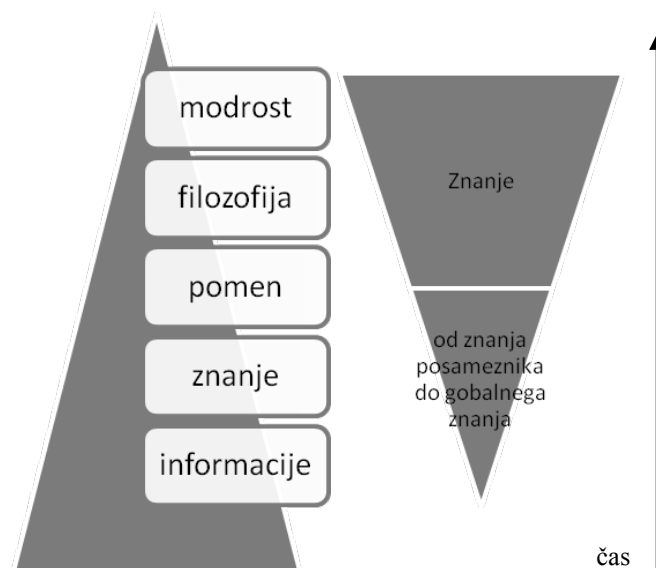 modrost
filozofija
pomen
znanje
informacije
Znanje
od znanja
posameznika
do gobalnega
znanja
čas